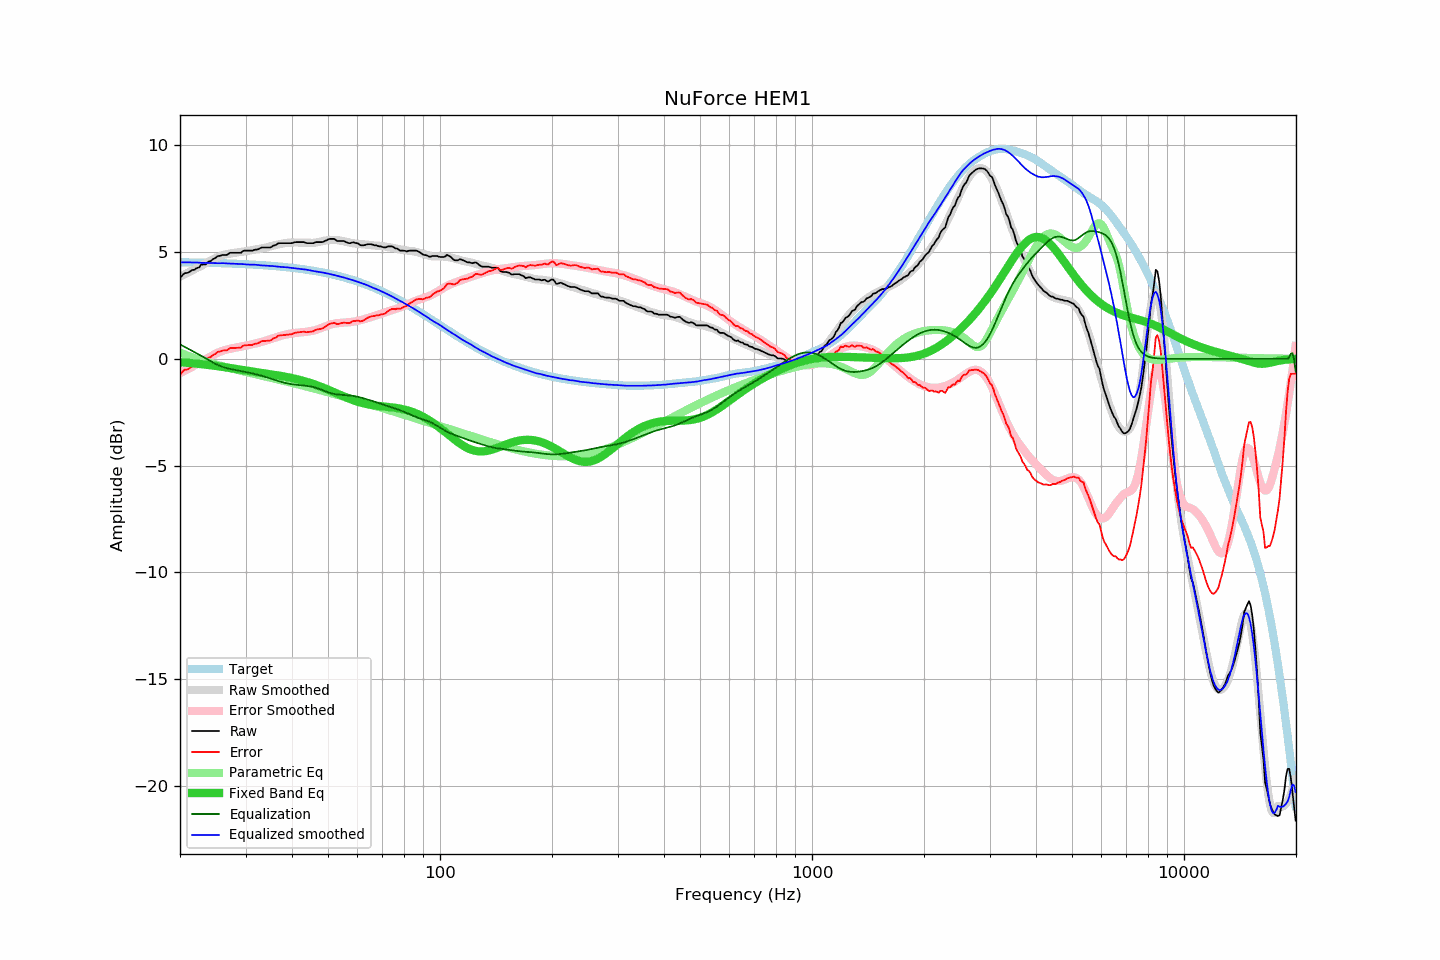 NuForce HEM1
10
5
0
−5
−10
−15
−20
Amplitude (dBr)
Target
Raw Smoothed
Error Smoothed
Raw
Error
Parametric Eq
Fixed Band Eq
Equalization
Equalized smoothed
100
1000
10000
Frequency (Hz)